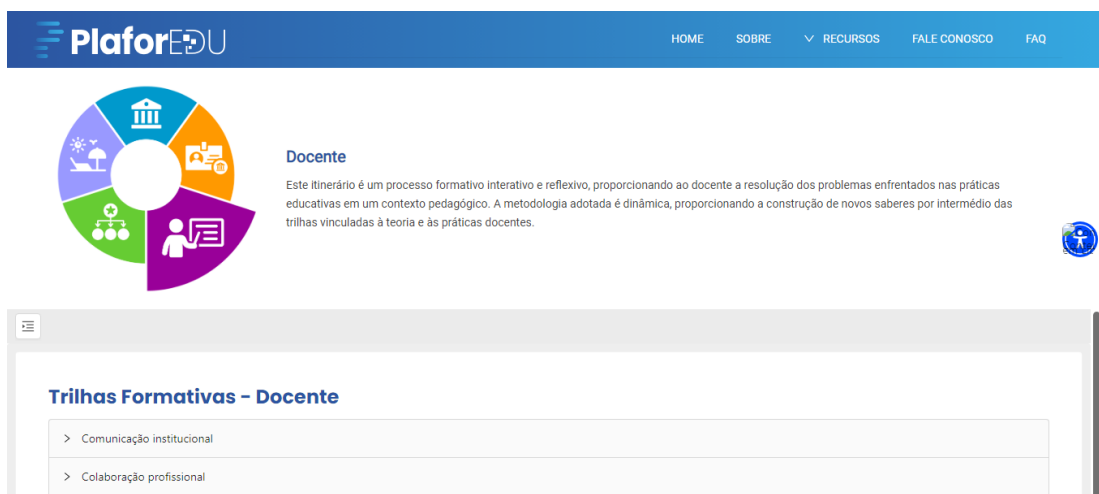 PlaforEDU
HOME SOBRE RECURSOS FALE CONOSCO FAQ
Docente
Este itinerário é um processo formativo interativo e reflexivo, proporcionando ao docente a resolução dos problemas enfrentados nas práticas
educativas em um contexto pedagógico. A metodologia adotada é dinâmica, proporcionando a construção de novos saberes por intermédio das
trilhas vinculadas à teoria e às práticas docentes.
Trilhas Formativas - Docente
Comunicação institucional
Colaboração profissional